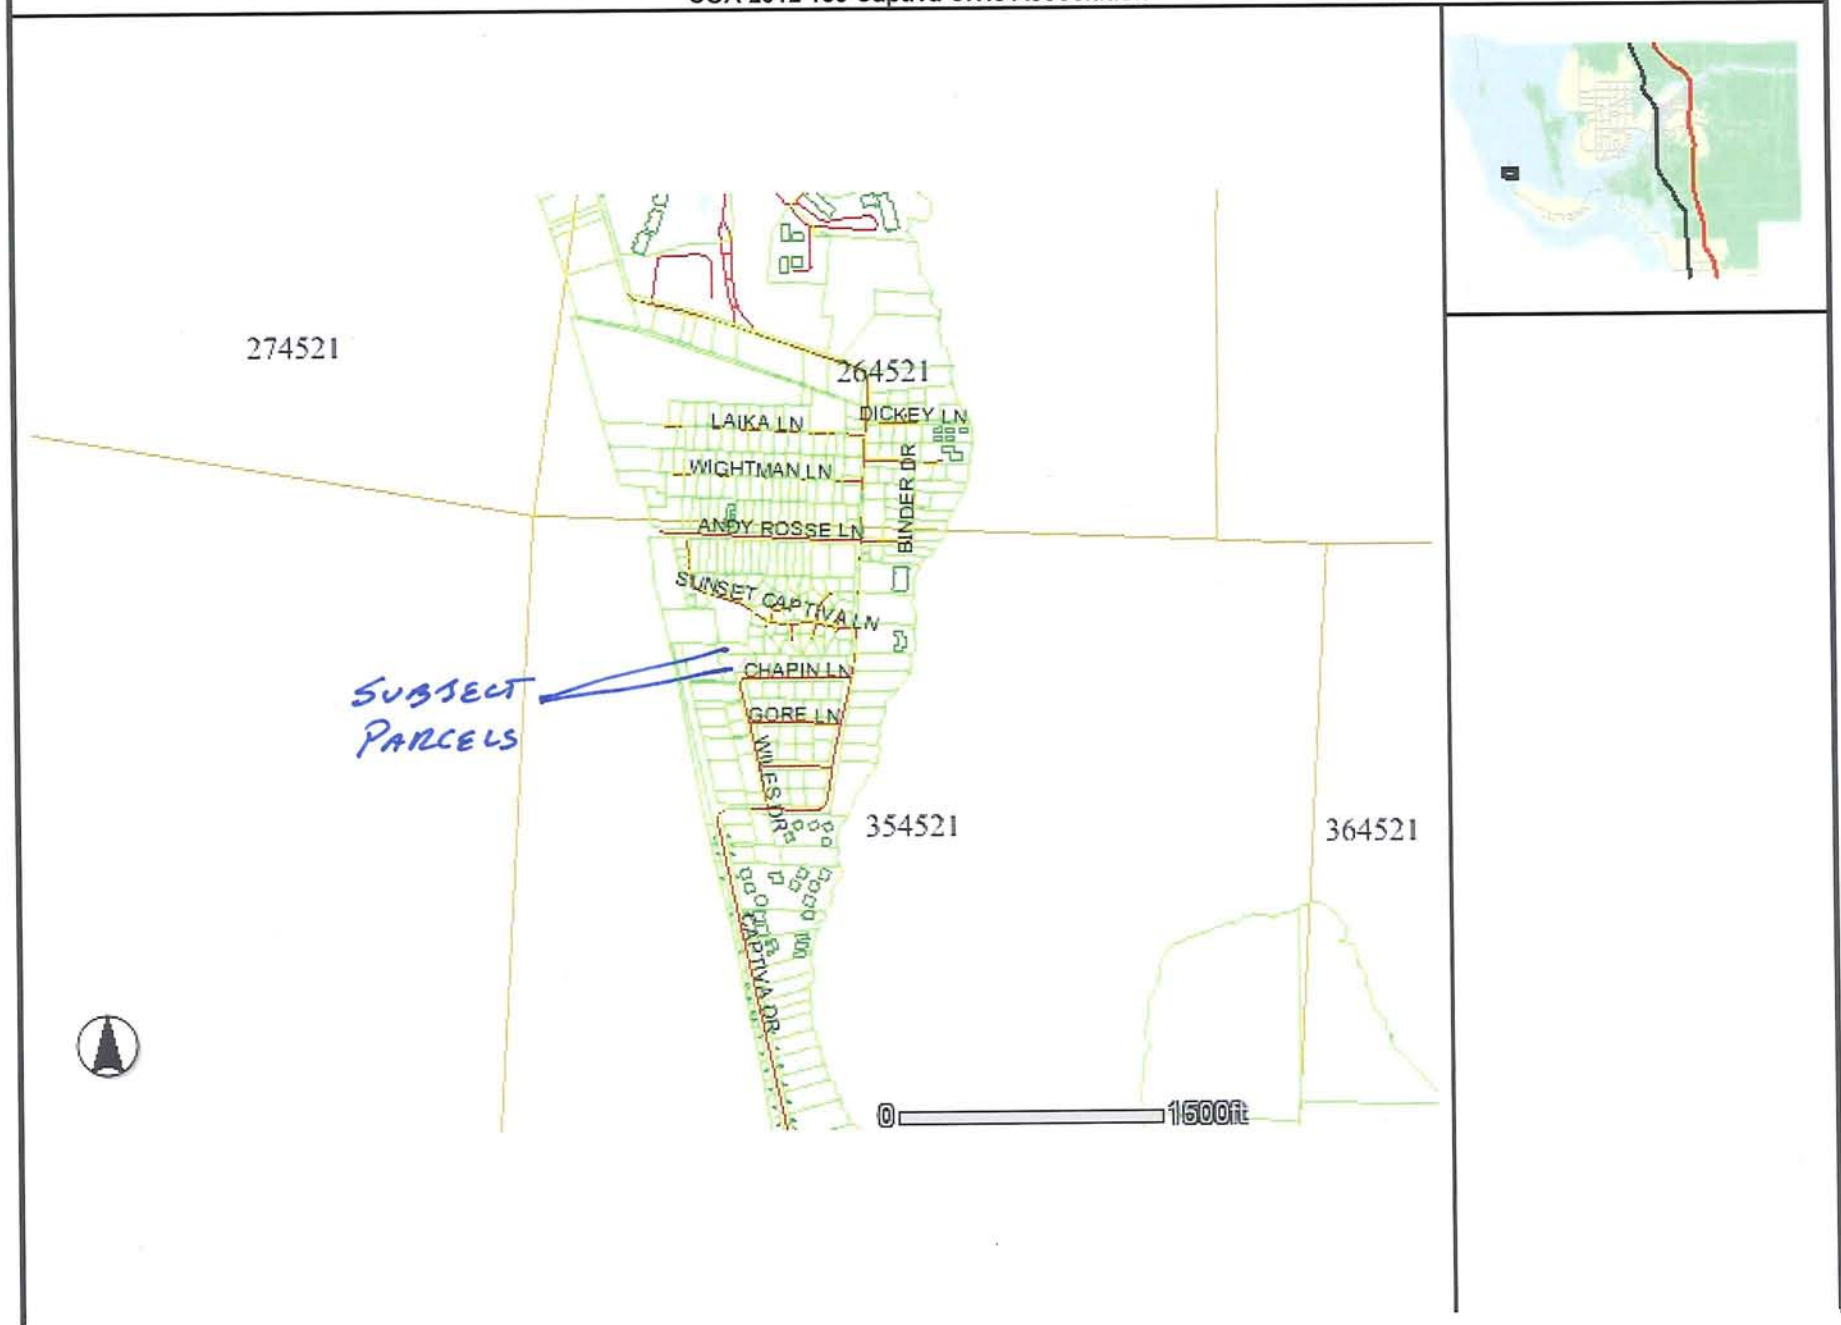 274521
264521
LAIKA LN
DICKEY LN
WIGHTMAN LN
BINDER DR
ANDY ROSSE LN
SUNSET CAPTIVA LN
CHAPIN LN
SUBJECT
PARCELS
GORE LN
WILES DR
354521
364521
CAPTIVA DR
0
1500ft